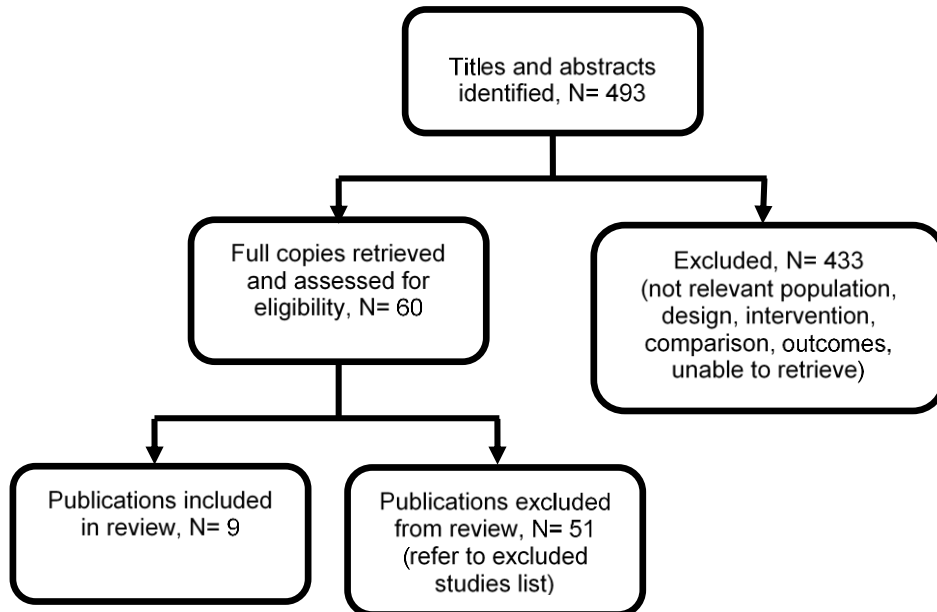 Titles and abstracts
identified, N= 493
Full copies retrieved
and assessed for
eligibility, N= 60
Excluded, N= 433
(not relevant population,
design, intervention,
comparison, outcomes,
unable to retrieve)
Publications included
in review, N= 9
Publications excluded
from review, N= 51
(refer to excluded
studies list)